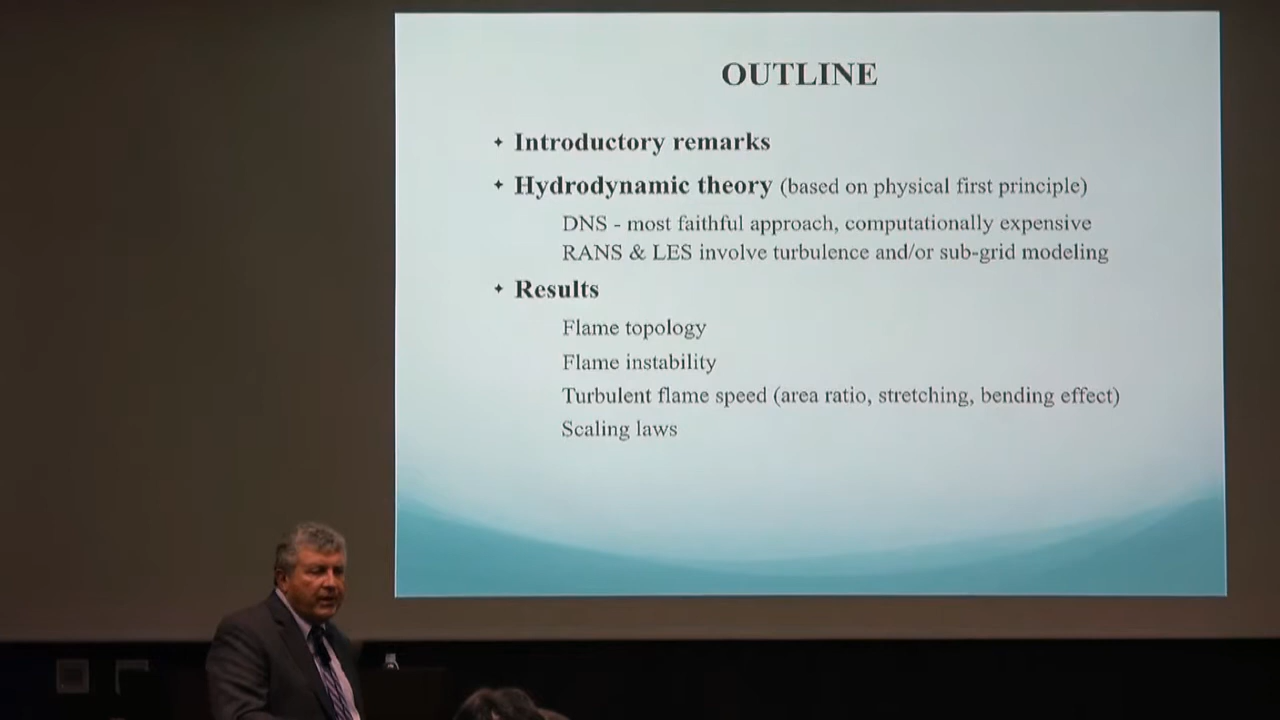 OUTLINE
Introductory remarks
Hydrodynamic theory (based on physical first principle)
DNS - most faithful approach, computationally expensive
RANS & LES involve turbulence and/or sub-grid modeling
Results
Flame topology
Flame instability
Turbulent flame speed (area ratio, stretching, bending effect)
Scaling laws